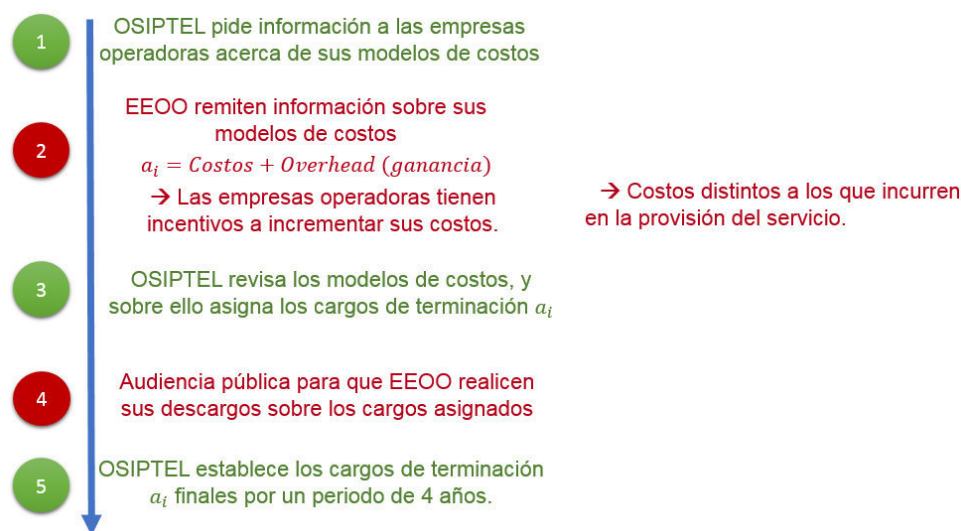 1
OSIPTEL pide información a las empresas
operadoras acerca de sus modelos de costos
2
EEOO remiten información sobre sus
modelos de costos
a_i = Costos + Overhead (ganancia)
→ Las empresas operadoras tienen
incentivos a incrementar sus costos.
→ Costos distintos a los que incurren
en la provisión del servicio.
3
OSIPTEL revisa los modelos de costos, y
sobre ello asigna los cargos de terminación a_i
4
Audiencia pública para que EEOO realicen
sus descargos sobre los cargos asignados
5
OSIPTEL establece los cargos de terminación
a_i finales por un periodo de 4 años.